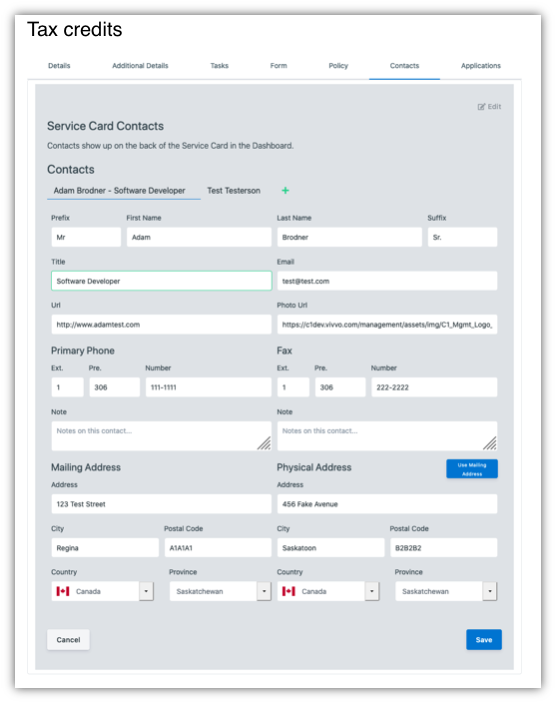 Tax credits
Details Additional Details Tasks Form Policy Contacts Applications
Edit
Service Card Contacts
Contacts show up on the back of the Service Card in the Dashboard.
Contacts
Adam Brodner - Software Developer Test Testerson +
Prefix First Name Last Name Suffix
Mr Adam Brodner Sr.
Title Email
Software Developer test@test.com
Url Photo Url
http://www.adamtest.com https://c1dev.vivvo.com/management/assets/img/C1_Mgmt_Logo_
Primary Phone Fax
Ext. Pre. Number Ext. Pre. Number
1 306 111-1111 1 306 222-2222
Note Note
Notes on this contact... Notes on this contact...
Mailing Address Physical Address Use Mailing
Address
Address Address
123 Test Street 456 Fake Avenue
City Postal Code City Postal Code
Regina A1A1A1 Saskatoon B2B2B2
Country Province Country Province
Canada Saskatchewan Canada Saskatchewan
Cancel Save